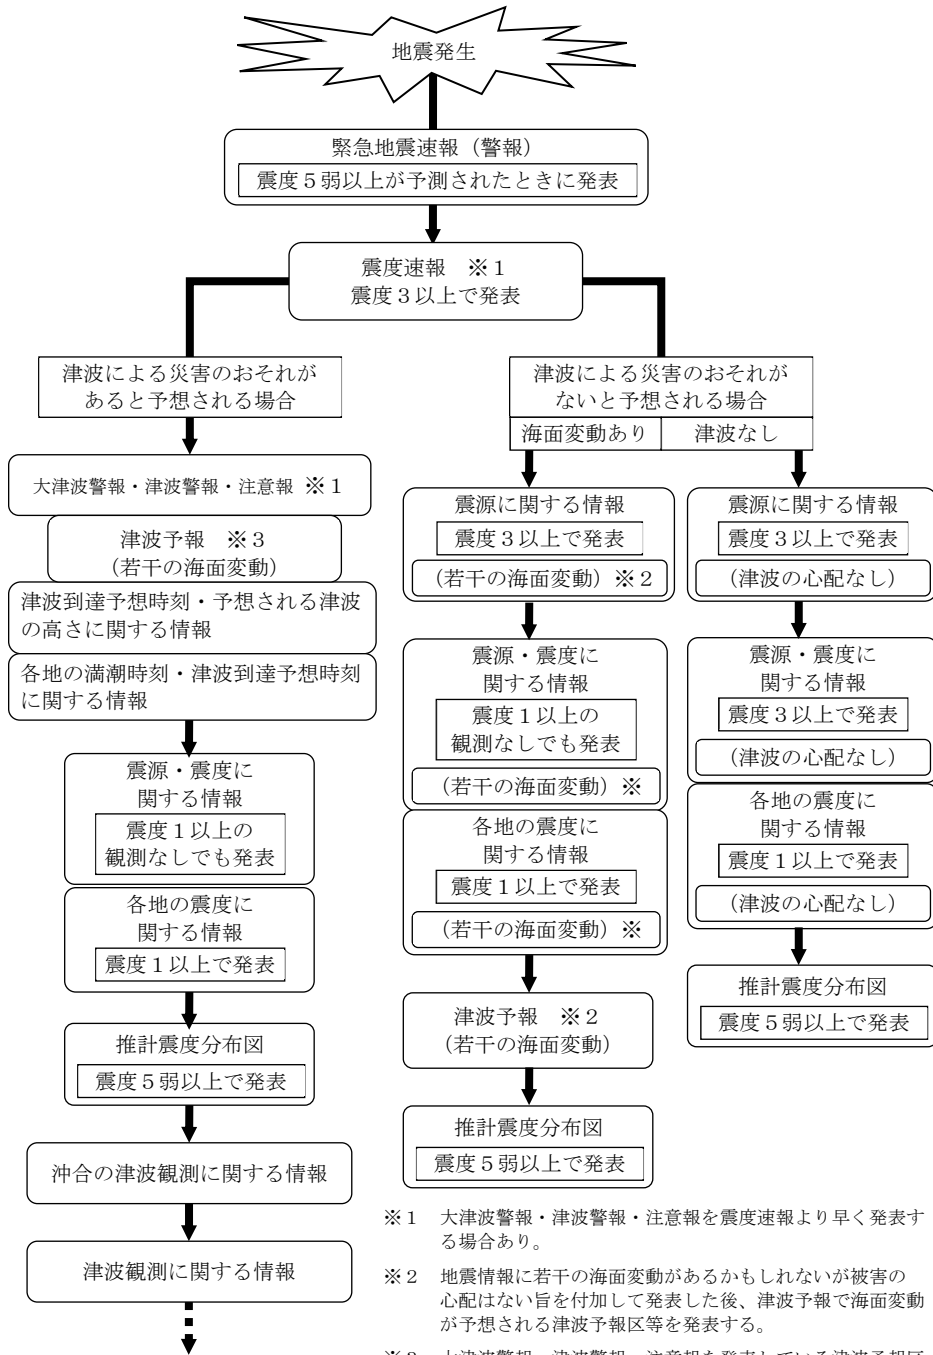 地震発生
緊急地震速報（警報）
震度５弱以上が予測されたときに発表
震度速報　※１
震度３以上で発表
津波による災害のおそれが
あると予想される場合
大津波警報・津波警報・注意報 ※１
津波予報　※３
（若干の海面変動）
津波到達予想時刻・予想される津波
の高さに関する情報
各地の満潮時刻・津波到達予想時刻
に関する情報
震源・震度に
関する情報
震度１以上の
観測なしでも発表
各地の震度に
関する情報
震度１以上で発表
推計震度分布図
震度５弱以上で発表
沖合の津波観測に関する情報
津波観測に関する情報
津波による災害のおそれが
ないと予想される場合
海面変動あり
震源に関する情報
震度３以上で発表
（若干の海面変動）※２
震源・震度に
関する情報
震度１以上の
観測なしでも発表
（若干の海面変動）※
各地の震度に
関する情報
震度１以上で発表
（若干の海面変動）※
津波予報　※２
（若干の海面変動）
推計震度分布図
震度５弱以上で発表
津波なし
震源に関する情報
震度３以上で発表
（津波の心配なし）
震源・震度に
関する情報
震度３以上で発表
（津波の心配なし）
各地の震度に
関する情報
震度１以上で発表
（津波の心配なし）
推計震度分布図
震度５弱以上で発表
※１　大津波警報・津波警報・注意報を震度速報より早く発表す
る場合あり。
※２　地震情報に若干の海面変動があるかもしれないが被害の
心配はない旨を付加して発表した後、津波予報で海面変動
が予想される津波予報区等を発表する。